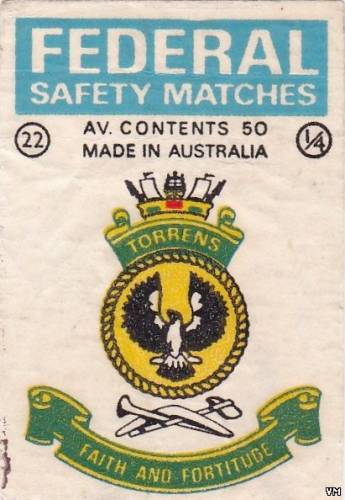 FEDERAL
SAFETY MATCHES
22
AV. CONTENTS 50
MADE IN AUSTRALIA
1/4
TORRENS
FAITH AND FORTITUDE
VM